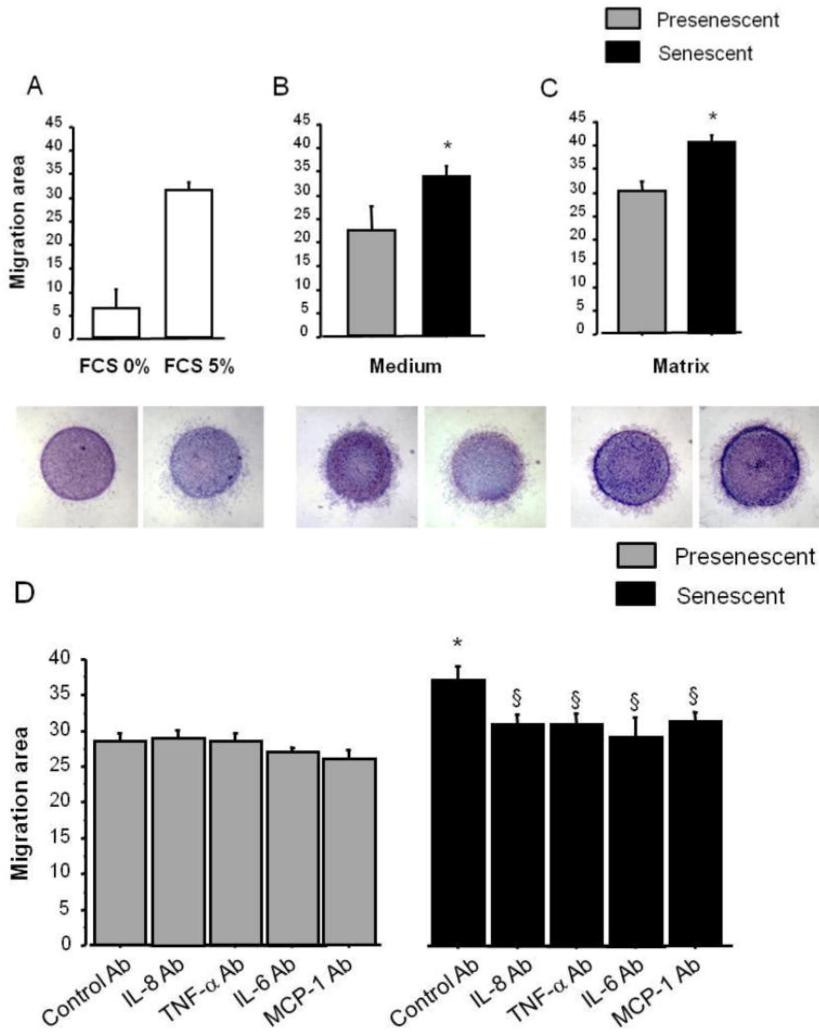 Presenescent
Senescent
A
B
C
45
40
35
30
25
20
15
10
5
0
Migration area
FCS 0% FCS 5%
45
40
35
30
25
20
15
10
5
0
*
Medium
45
40
35
30
25
20
15
10
5
0
*
Matrix
Presenescent
Senescent
D
40
35
30
25
20
15
10
5
0
Migration area
* § § § §
Control Ab IL-8 Ab TNF-α Ab IL-6 Ab MCP-1 Ab
Control Ab IL-8 Ab TNF-α Ab IL-6 Ab MCP-1 Ab